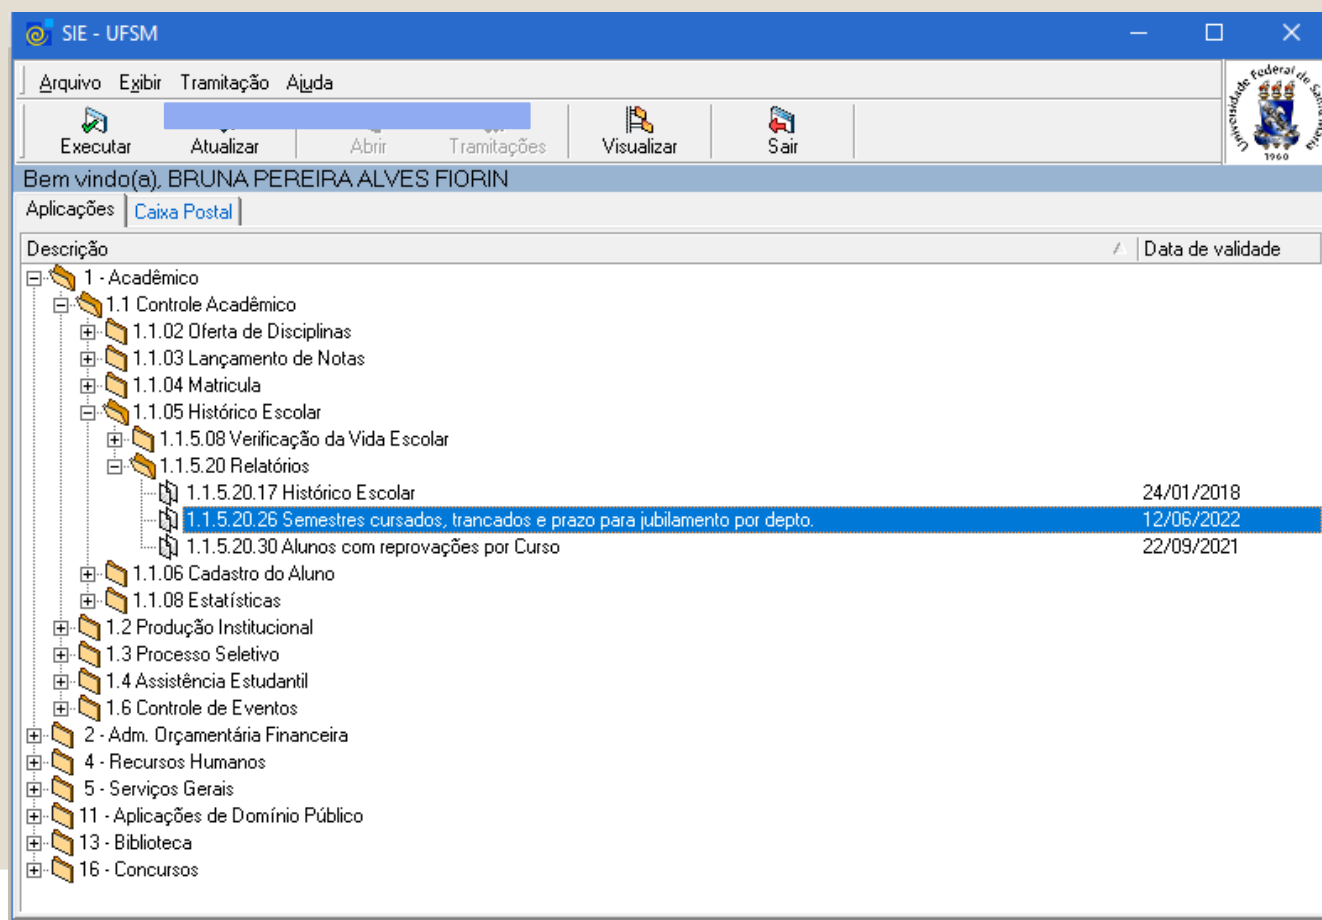 SIE - UFSM
Arquivo Exibir Tramitação Ajuda
Executar Atualizar Abrir Tramitações Visualizar Sair
Universidade Federal de Santa Maria
1960
Bem vindo(a), BRUNA PEREIRA ALVES FIORIN
Aplicações Caixa Postal
Descrição Data de validade
1 - Acadêmico
1.1 Controle Acadêmico
1.1.02 Oferta de Disciplinas
1.1.03 Lançamento de Notas
1.1.04 Matricula
1.1.05 Histórico Escolar
1.1.5.08 Verificação da Vida Escolar
1.1.5.20 Relatórios
1.1.5.20.17 Histórico Escolar 24/01/2018
1.1.5.20.26 Semestres cursados, trancados e prazo para jubilamento por depto. 12/06/2022
1.1.5.20.30 Alunos com reprovações por Curso 22/09/2021
1.1.06 Cadastro do Aluno
1.1.08 Estatísticas
1.2 Produção Institucional
1.3 Processo Seletivo
1.4 Assistência Estudantil
1.6 Controle de Eventos
2 - Adm. Orçamentária Financeira
4 - Recursos Humanos
5 - Serviços Gerais
11 - Aplicações de Domínio Público
13 - Biblioteca
16 - Concursos